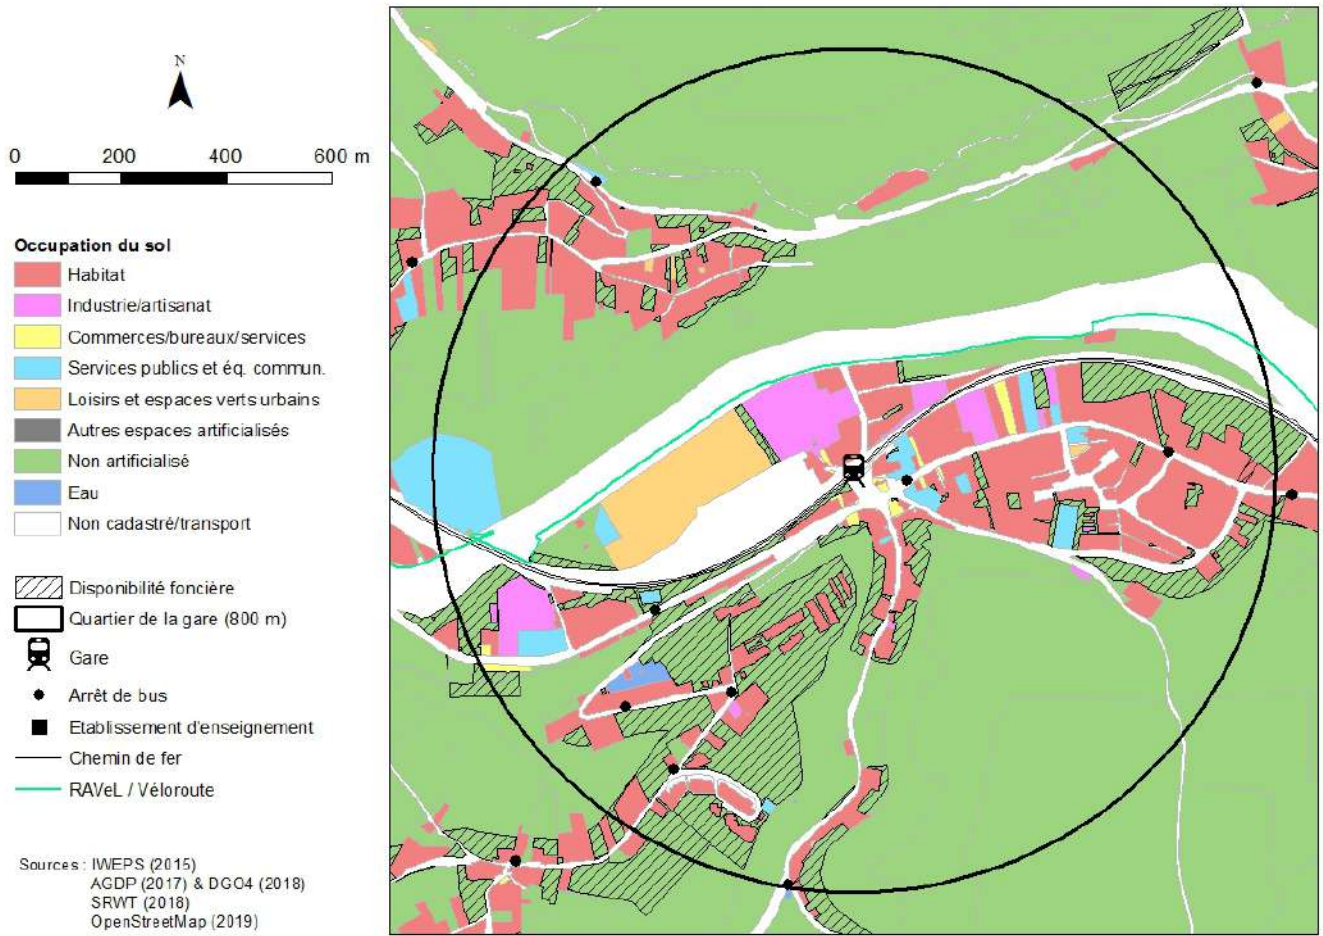 N
0 200 400 600 m
Occupation du sol
Habitat
Industrie/artisanat
Commerces/bureaux/services
Services publics et éq. commun.
Loisirs et espaces verts urbains
Autres espaces artificialisés
Non artificialisé
Eau
Non cadastré/transport
Disponibilité foncière
Quartier de la gare (800 m)
Gare
Arrêt de bus
Etablissement d'enseignement
Chemin de fer
RAVeL / Véloroute
Sources : IWEPS (2015)
AGDP (2017) & DGO4 (2018)
SRWT (2018)
OpenStreetMap (2019)